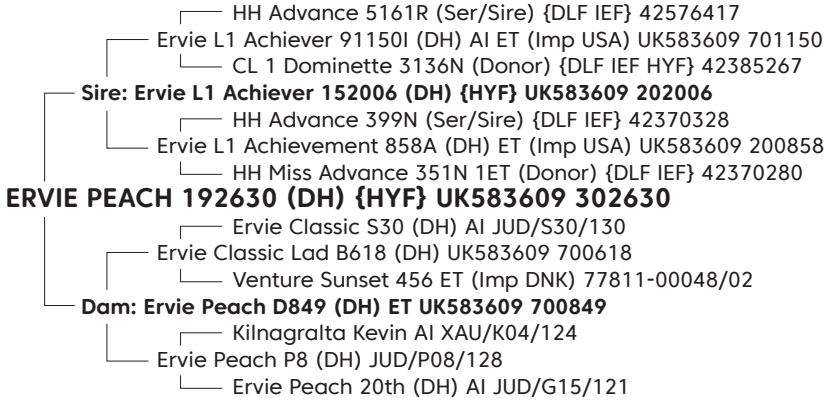 HH Advance 5161R (Ser/Sire) {DLF IEF} 42576417
Ervie L1 Achiever 91150I (DH) AI ET (Imp USA) UK583609 701150
CL 1 Dominette 3136N (Donor) {DLF IEF HYF} 42385267
Sire: Ervie L1 Achiever 152006 (DH) {HYF} UK583609 202006
HH Advance 399N (Ser/Sire) {DLF IEF} 42370328
Ervie L1 Achievement 858A (DH) ET (Imp USA) UK583609 200858
HH Miss Advance 351N 1ET (Donor) {DLF IEF} 42370280
ERVIE PEACH 192630 (DH) {HYF} UK583609 302630
Ervie Classic S30 (DH) AI JUD/S30/130
Ervie Classic Lad B618 (DH) UK583609 700618
Venture Sunset 456 ET (Imp DNK) 77811-00048/02
Dam: Ervie Peach D849 (DH) ET UK583609 700849
Kilnagralta Kevin AI XAU/K04/124
Ervie Peach P8 (DH) JUD/P08/128
Ervie Peach 20th (DH) AI JUD/G15/121